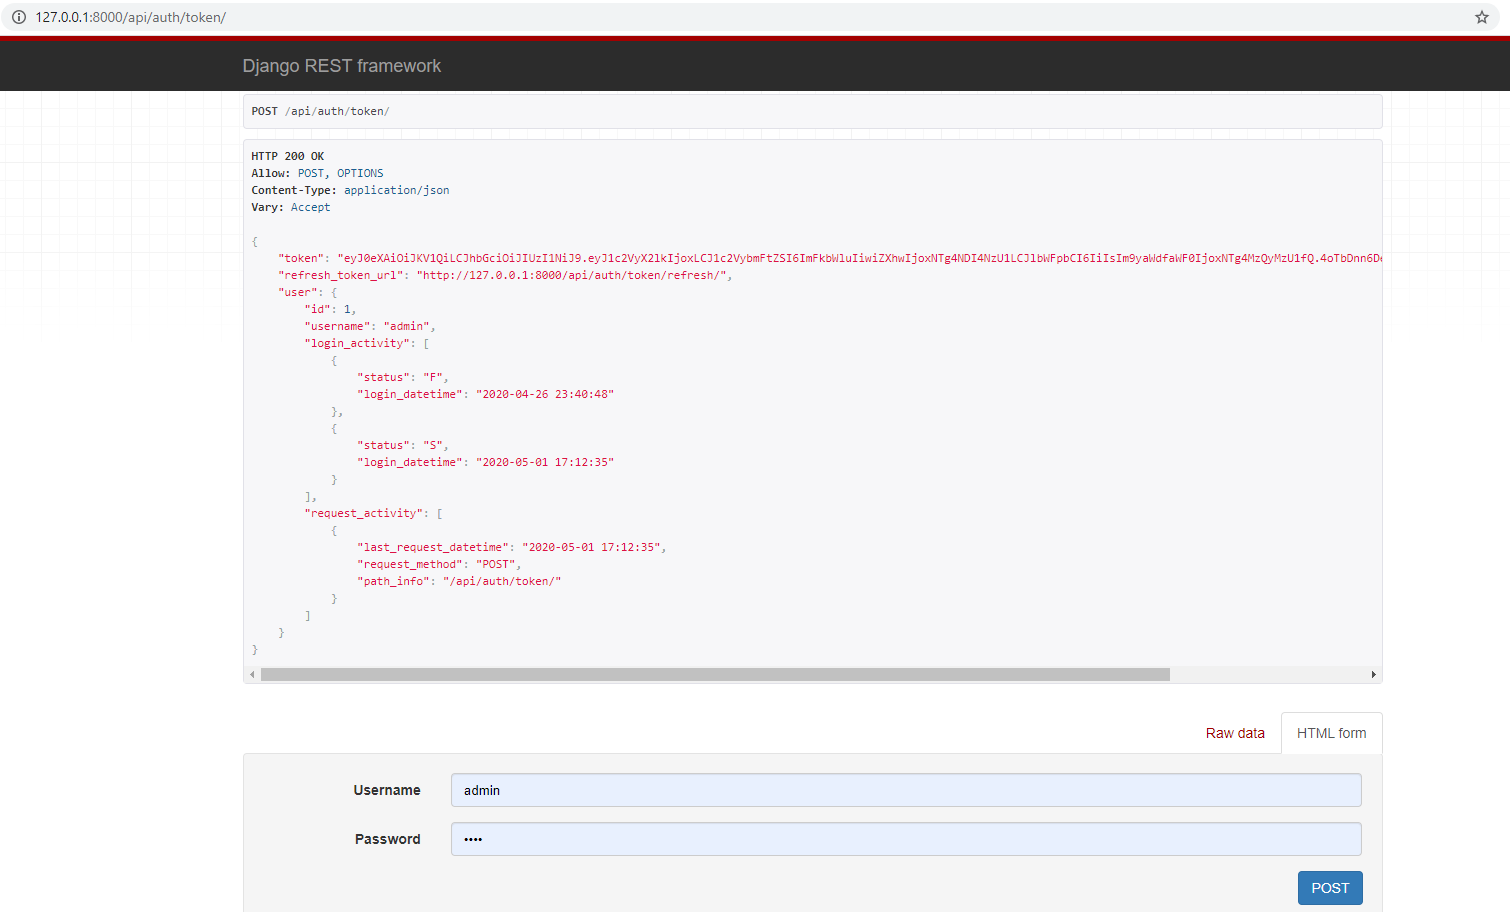 127.0.0.1:8000/api/auth/token/
Django REST framework
POST /api/auth/token/
HTTP 200 OK
Allow: POST, OPTIONS
Content-Type: application/json
Vary: Accept
{
"token": "eyJ0eXAiOiJKV1QiLCJhbGciOiJIUzI1NiJ9.eyJ1c2VyX2lkIjoxLCJ1c2VybmFtZSI6ImFkbWluIiwiZXhwIjoxNTg4NDI4NzU1LCJlbWFpbCI6IiIsIm9yaWdfaWF0IjoxNTg4MzQyMzU1fQ.4oTbDnn6De
"refresh_token_url": "http://127.0.0.1:8000/api/auth/token/refresh/",
"user": {
"id": 1,
"username": "admin",
"login_activity": [
{
"status": "F",
"login_datetime": "2020-04-26 23:40:48"
},
{
"status": "S",
"login_datetime": "2020-05-01 17:12:35"
}
],
"request_activity": [
{
"last_request_datetime": "2020-05-01 17:12:35",
"request_method": "POST",
"path_info": "/api/auth/token/"
}
]
}
}
Raw data
HTML form
Username
admin
Password
••••
POST